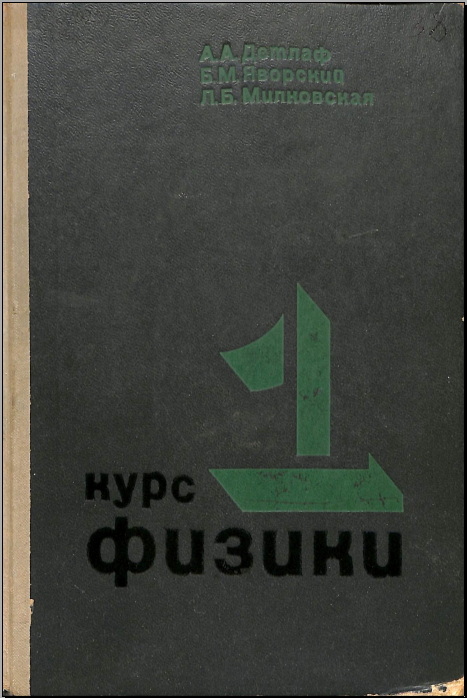 А.А. Детлаф
Б.М. Яворский
Л.Б. Милковская
1
курс
физики